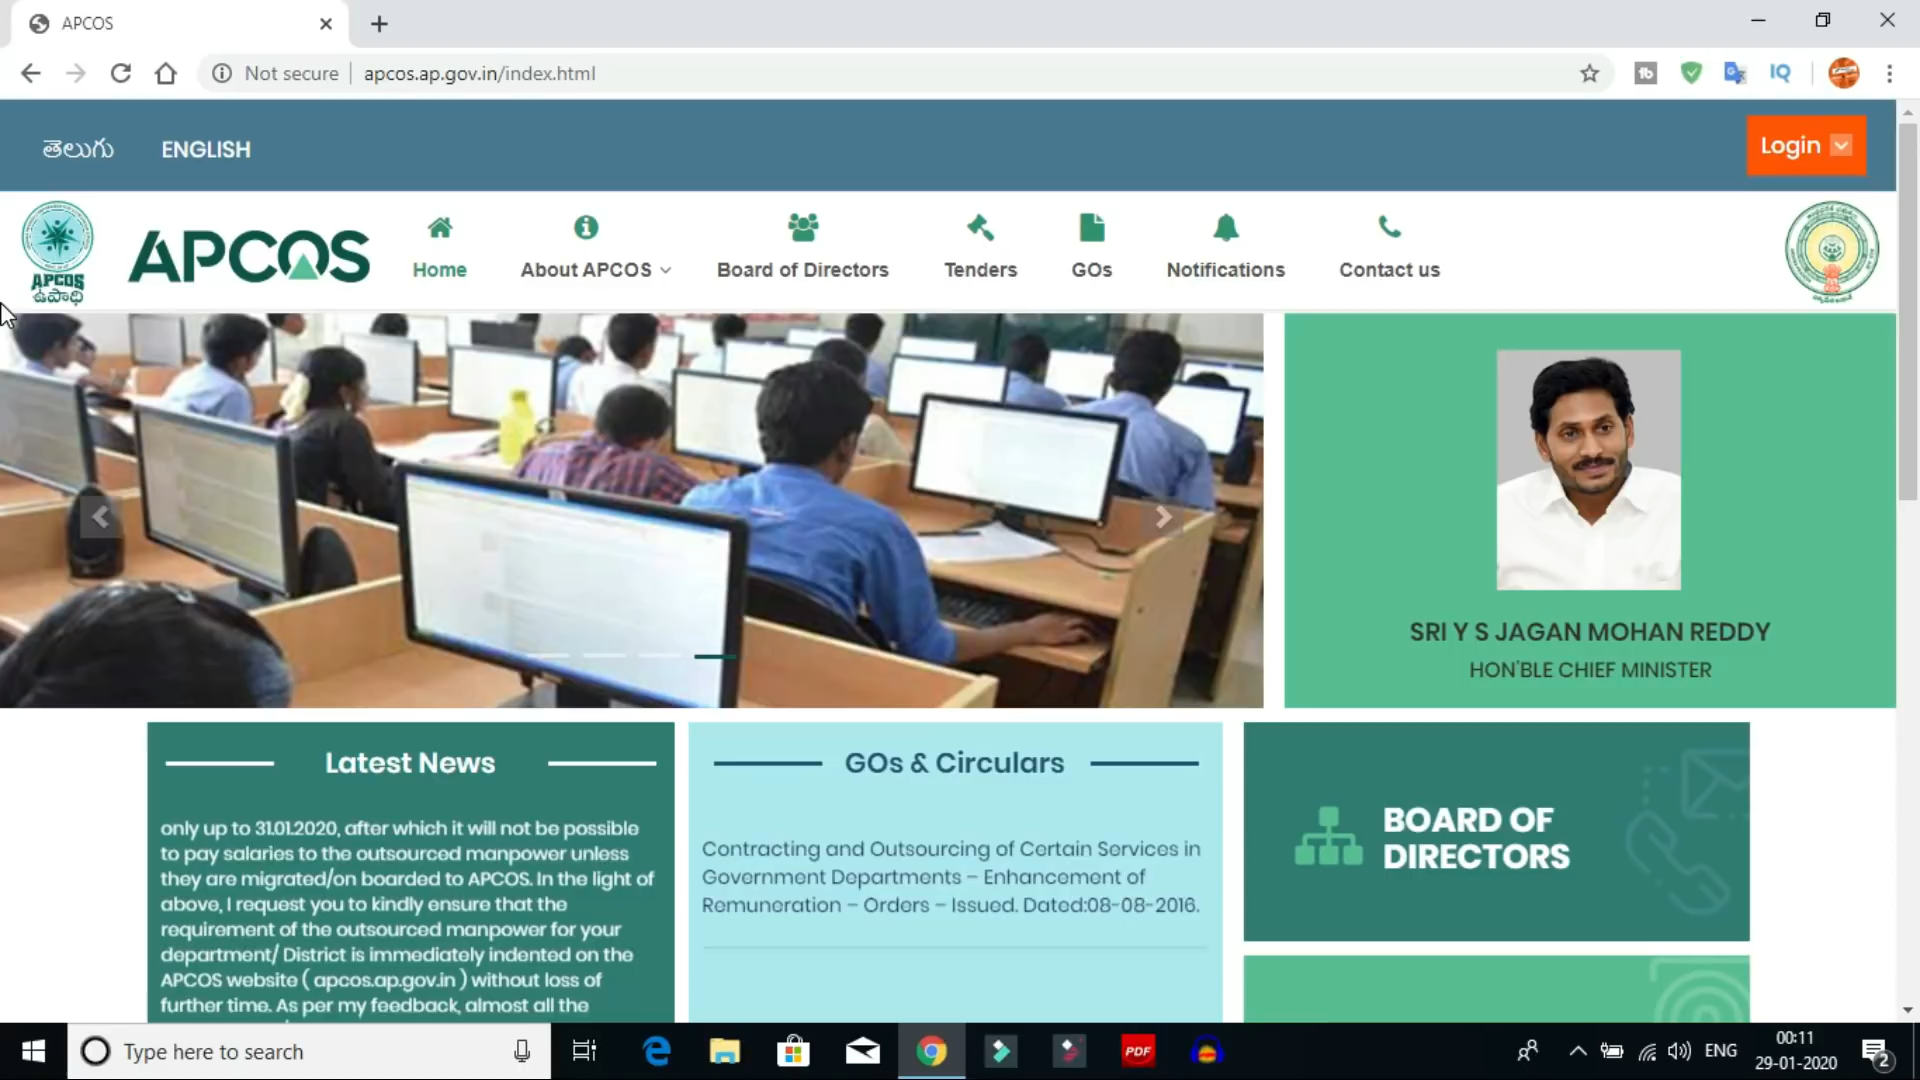 APCOS
Not secure
apcos.ap.gov.in/index.html
తెలుగు
ENGLISH
Login
APCOS
ఉపాధి
APCOS
Home
About APCOS
Board of Directors
Tenders
GOs
Notifications
Contact us
SRI Y S JAGAN MOHAN REDDY
HON'BLE CHIEF MINISTER
Latest News
only up to 31.01.2020, after which it will not be possible
to pay salaries to the outsourced manpower unless
they are migrated/on boarded to APCOS. In the light of
above, I request you to kindly ensure that the
requirement of the outsourced manpower for your
department/ District is immediately indented on the
APCOS website ( apcos.ap.gov.in ) without loss of
further time. As per my feedback, almost all the
GOs & Circulars
Contracting and Outsourcing of Certain Services in
Government Departments – Enhancement of
Remuneration – Orders – Issued. Dated:08-08-2016.
BOARD OF
DIRECTORS
Type here to search
PDF
ENG
00:11
29-01-2020
2